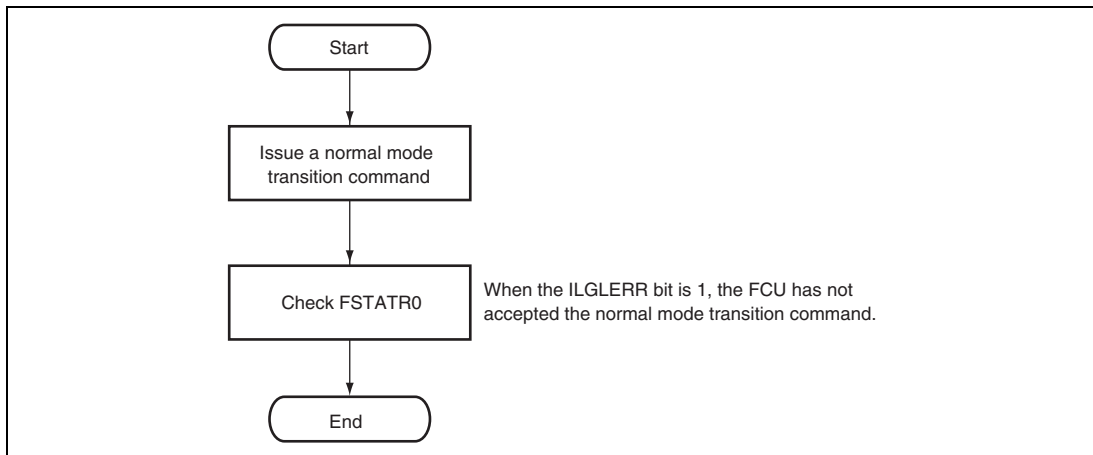 Start
Issue a normal mode
transition command
Check FSTATR0
When the ILGLERR bit is 1, the FCU has not
accepted the normal mode transition command.
End